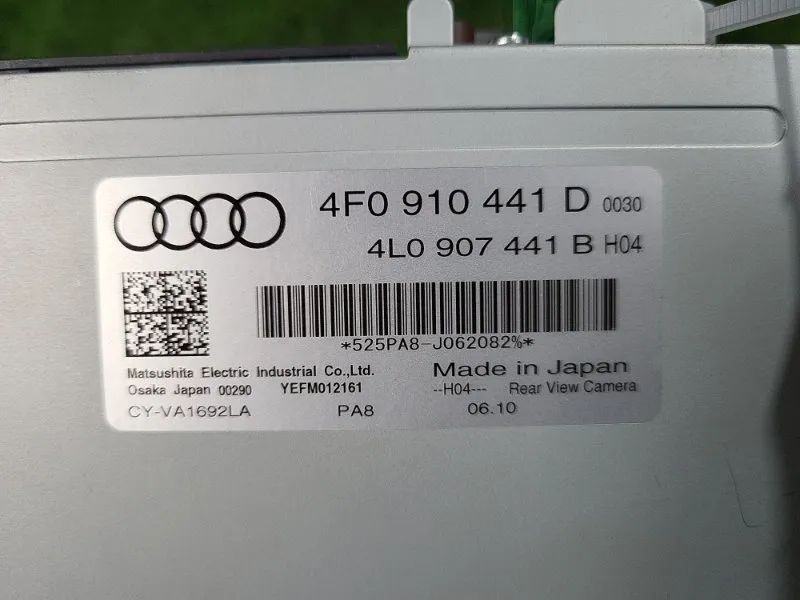 4F0 910 441 D 0030
4L0 907 441 B H04
*525PA8-J062082%*
Matsushita Electric Industrial Co.,Ltd.
Made in Japan
Osaka Japan 00290 YEFM012161
--H04--- Rear View Camera
CY-VA1692LA PA8 06.10